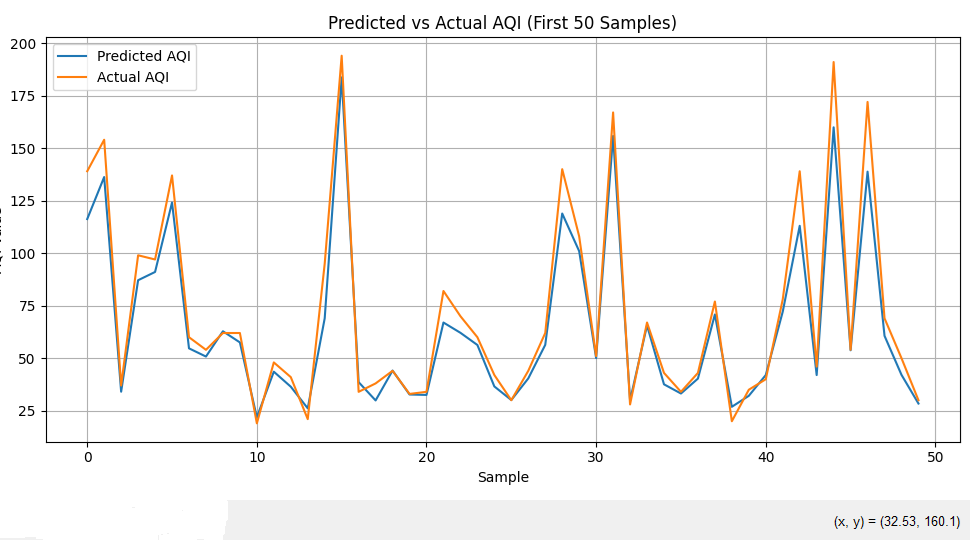 Predicted vs Actual AQI (First 50 Samples)
200
175
150
125
100
75
50
25
Predicted AQI
Actual AQI
0 10 20 30 40 50
Sample
(x, y) = (32.53, 160.1)